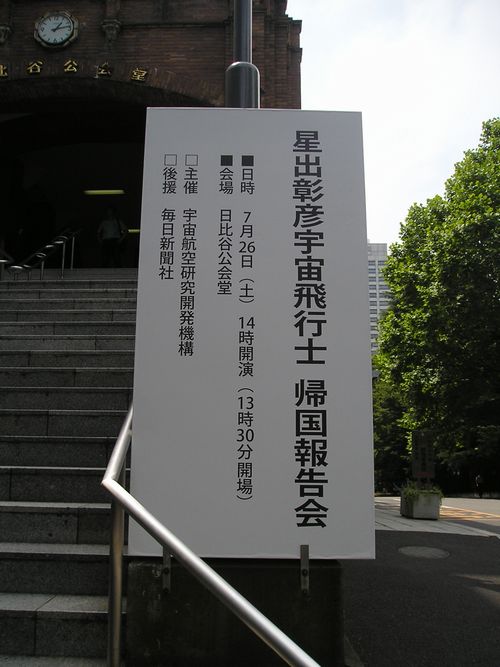 比谷公会堂
星出彰彦宇宙飛行士 帰国報告会
■日時 7月26日（土） 14時開演（13時30分開場）
■会場 日比谷公会堂
□主催 宇宙航空研究開発機構
□後援 毎日新聞社